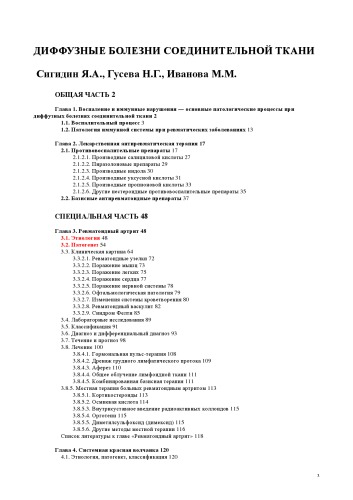 ДИФФУЗНЫЕ БОЛЕЗНИ СОЕДИНИТЕЛЬНОЙ ТКАНИ
Сигидин Я.А., Гусева Н.Г., Иванова М.М.
ОБЩАЯ ЧАСТЬ 2
Глава 1. Воспаление и иммунные нарушения — основные патологические процессы при
диффузных болезнях соединительной ткани 2
1.1. Воспалительный процесс 3
1.2. Патология иммунной системы при ревматических заболеваниях 13
Глава 2. Лекарственная антиревматическая терапия 17
2.1. Противовоспалительные препараты 17
2.1.2.1. Производные салициловой кислоты 27
2.1.2.2. Пиразолоновые препараты 29
2.1.2.3. Производные индола 30
2.1.2.4. Производные уксусной кислоты 31
2.1.2.5. Производные пропионовой кислоты 33
2.1.2.6. Другие нестероидные противовоспалительные препараты 35
2.2. Базисные антиревматоидные препараты 37
СПЕЦИАЛЬНАЯ ЧАСТЬ 48
Глава 3. Ревматоидный артрит 48
3.1. Этиология 48
3.2. Патогенез 54
3.3. Клиническая картина 64
3.3.2.1. Ревматоидные узелки 72
3.3.2.2. Поражение мышц 73
3.3.2.3. Поражение легких 75
3.3.2.4. Поражение сердца 77
3.3.2.5. Поражение нервной системы 78
3.3.2.6. Офтальмологическая патология 79
3.3.2.7. Изменения системы кроветворения 80
3.3.2.8. Ревматоидный васкулит 82
3.3.2.9. Синдром Фелти 85
3.4. Лабораторные исследования 89
3.5. Классификация 91
3.6. Диагноз и дифференциальный диагноз 93
3.7. Течение и прогноз 98
3.8. Лечение 100
3.8.4.1. Гормональная пульс-терапия 108
3.8.4.2. Дренаж грудного лимфатического протока 109
3.8.4.3. Аферез 110
3.8.4.4. Общее облучение лимфоидной ткани 111
3.8.4.5. Комбинированная базисная терапия 111
3.8.5. Местная терапия больных ревматоидным артритом 113
3.8.5.1. Кортикостероиды 113
3.8.5.2. Осмиевая кислота 114
3.8.5.3. Внутрисуставное введение радиоактивных коллоидов 115
3.8.5.4. Орготеин 115
3.8.5.5. Диметилсульфоксид (димексид) 115
3.8.5.6. Другие методы местной терапии 116
Список литературы к главе «Ревматоидный артрит» 118
Глава 4. Системная красная волчанка 120
4.1. Этиология, патогенез, классификация 120
1